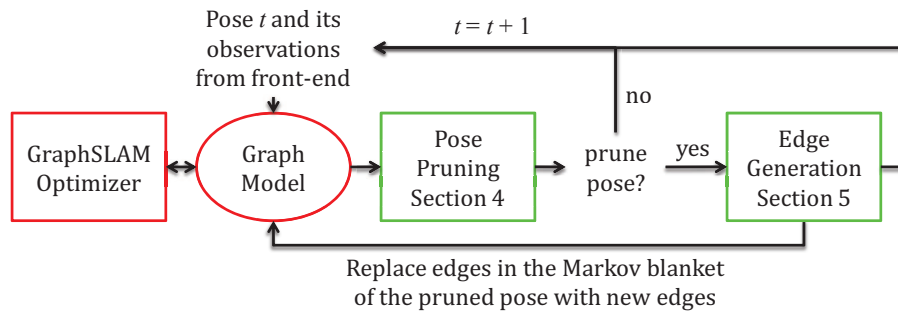 Pose t and its
observations
from front-end
t = t + 1
no
GraphSLAM
Optimizer
Graph
Model
Pose
Pruning
Section 4
prune
pose?
yes
Edge
Generation
Section 5
Replace edges in the Markov blanket
of the pruned pose with new edges